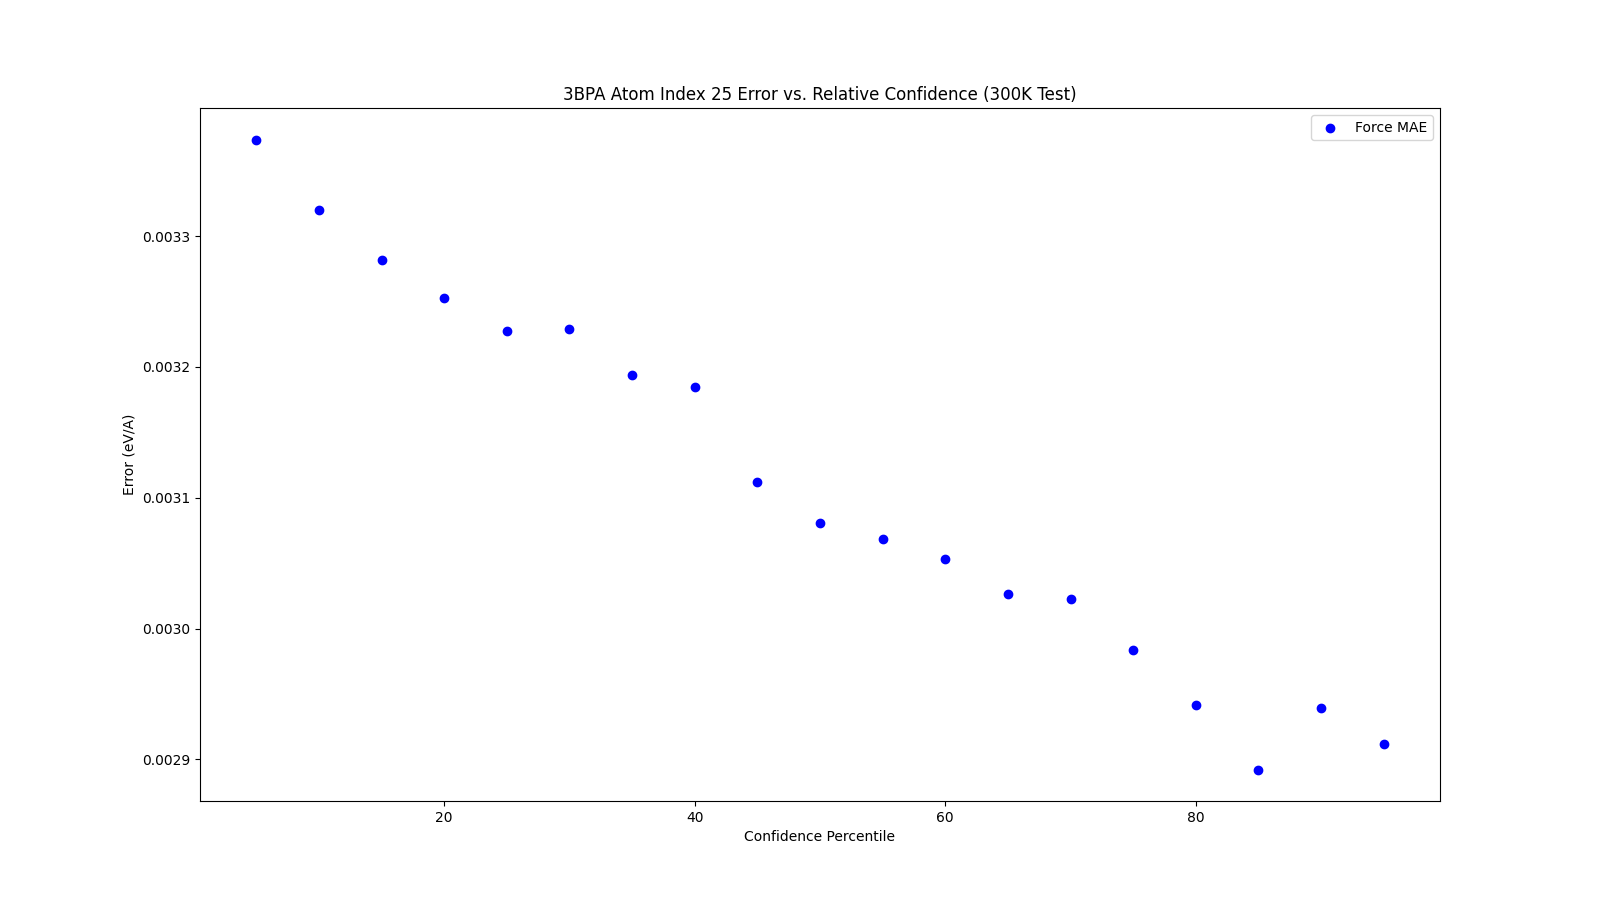 3BPA Atom Index 25 Error vs. Relative Confidence (300K Test)
Force MAE
0.0033
0.0032
0.0031
0.0030
0.0029
Error (eV/A)
20 40 60 80
Confidence Percentile